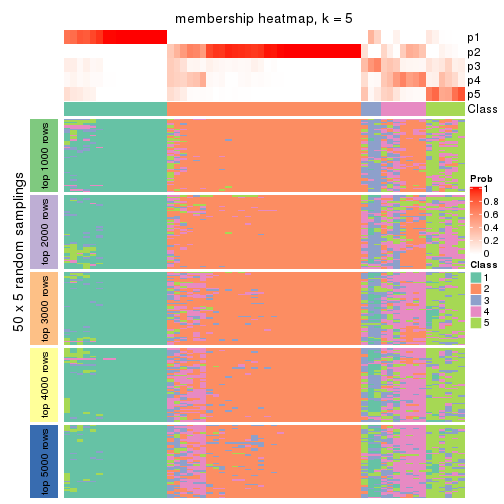 membership heatmap, k = 5
p1
p2
p3
p4
p5
Class
50 x 5 random samplings
top 1000 rows
top 2000 rows
top 3000 rows
top 4000 rows
top 5000 rows
Prob
1
0.8
0.6
0.4
0.2
0
Class
1
2
3
4
5